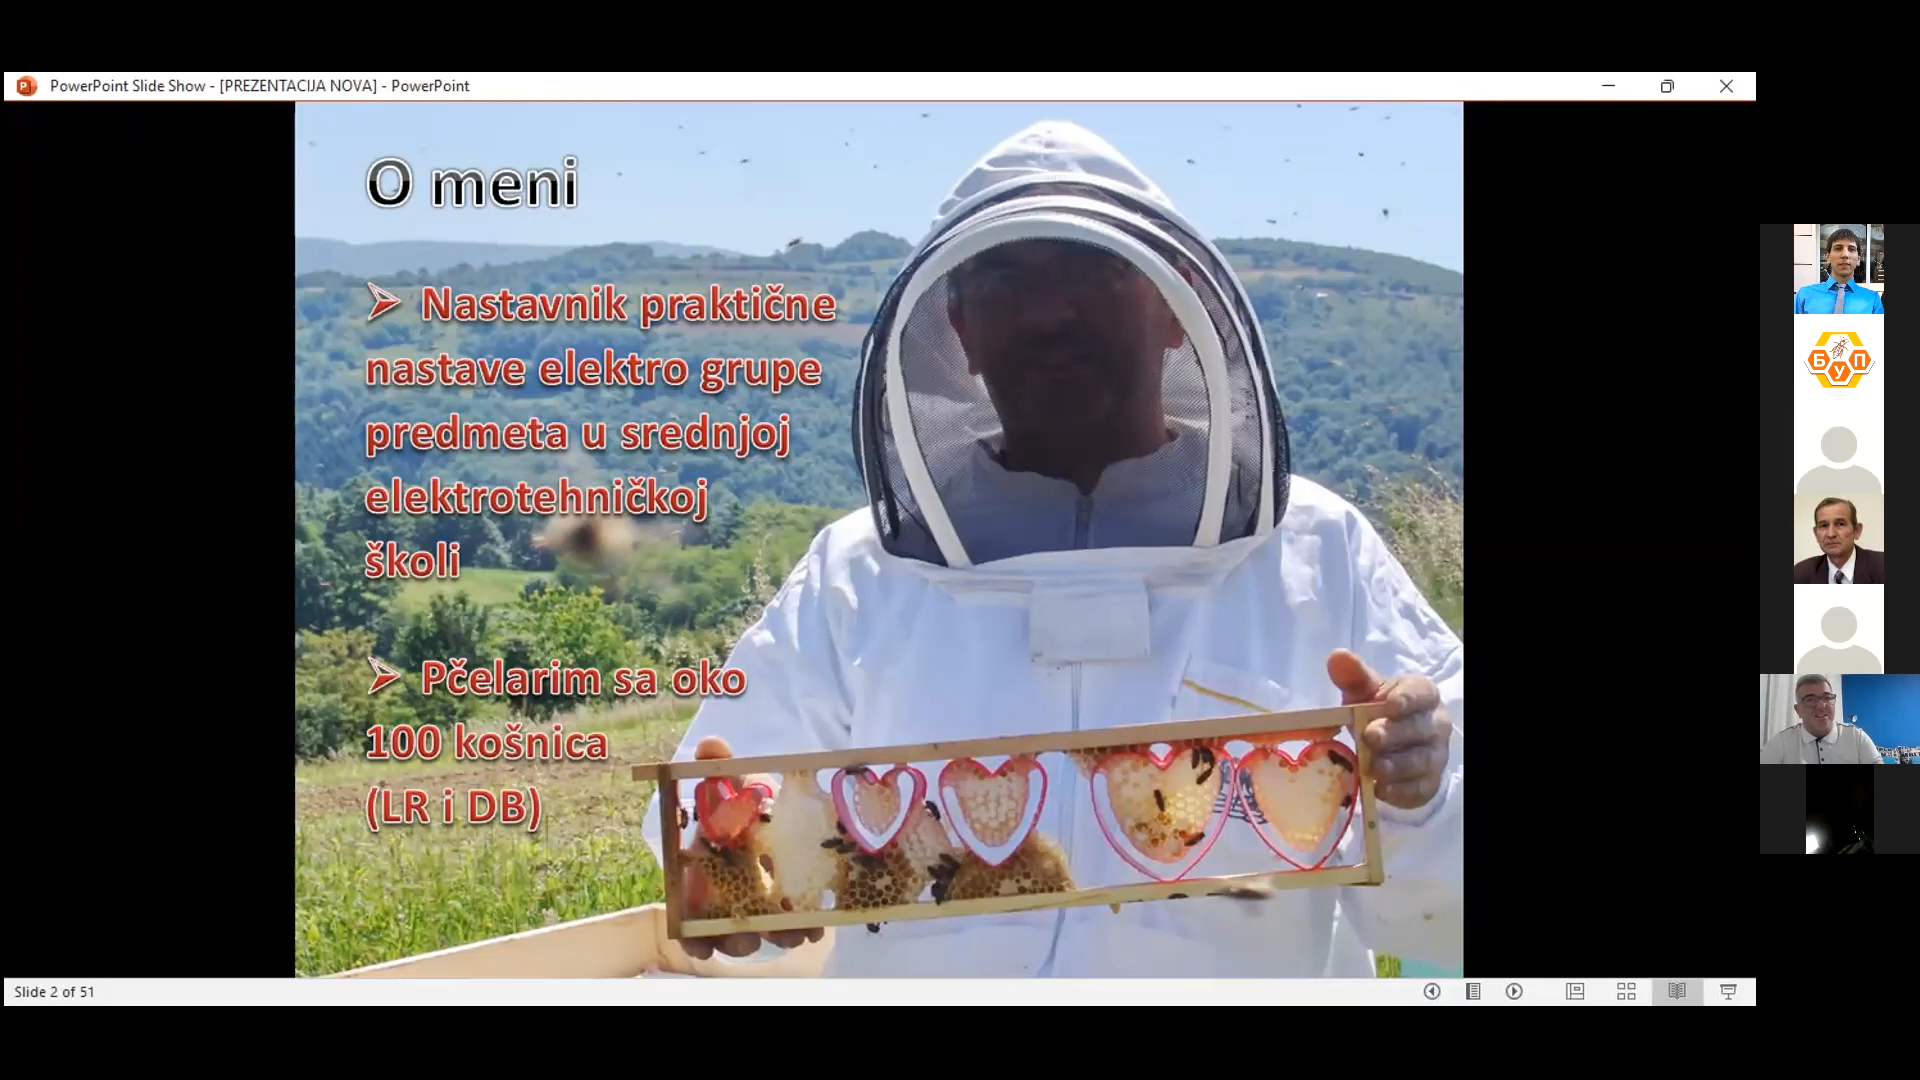 PowerPoint Slide Show - [PREZENTACIJA NOVA] - PowerPoint
O meni
Nastavnik praktične
nastave elektro grupe
predmeta u srednjoj
elektrotehničkoj
školi
Pčelarim sa oko
100 košnica
(LR i DB)
БУП
Slide 2 of 51